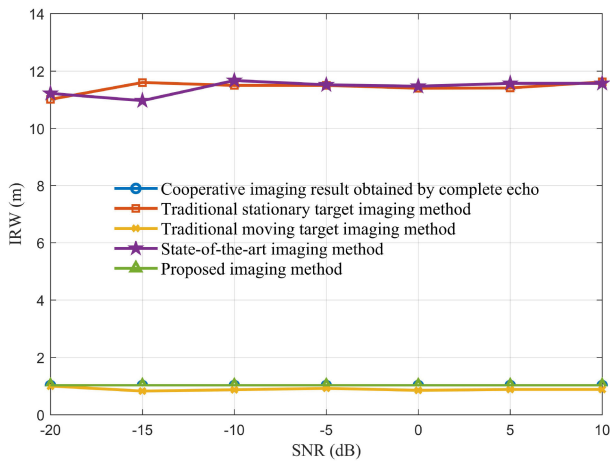 14
12
10
8
6
4
2
0
IRW (m)
Cooperative imaging result obtained by complete echo
Traditional stationary target imaging method
Traditional moving target imaging method
State-of-the-art imaging method
Proposed imaging method
-20 -15 -10 -5 0 5 10
SNR (dB)